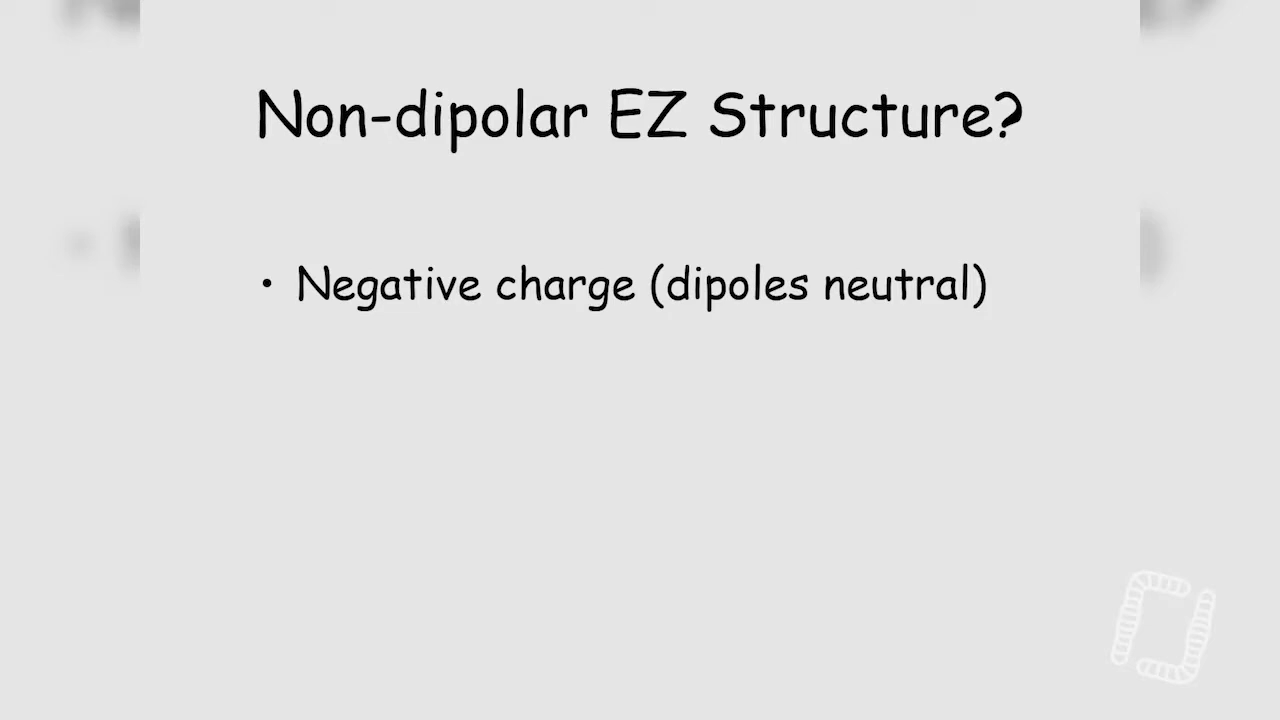 Non-dipolar EZ Structure?
• Negative charge (dipoles neutral)